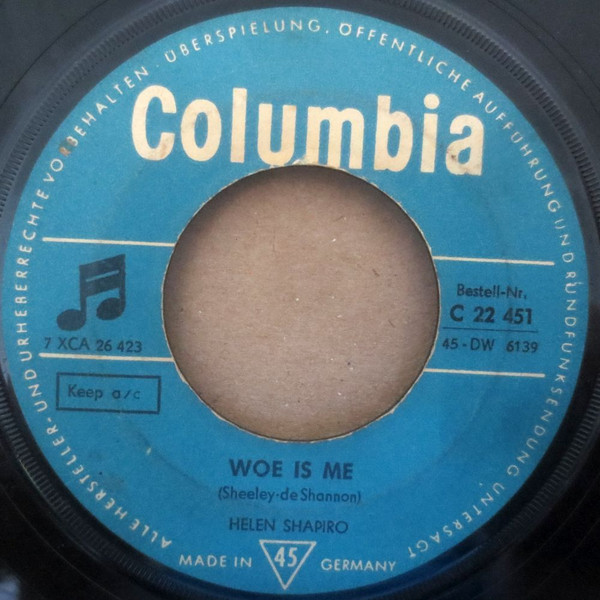 ALLE HERSTELLER- UND URHEBERRECHTE VORBEHALTEN · ÜBERSPIELUNG, ÖFFENTLICHE AUFFÜHRUNG UND RUNDFUNKSENDUNG UNTERSAGT
Columbia
7 XCA 26 423
Keep a/c
Bestell-Nr.
C 22 451
45 - DW 6139
WOE IS ME
(Sheeley-de Shannon)
HELEN SHAPIRO
MADE IN 45 GERMANY